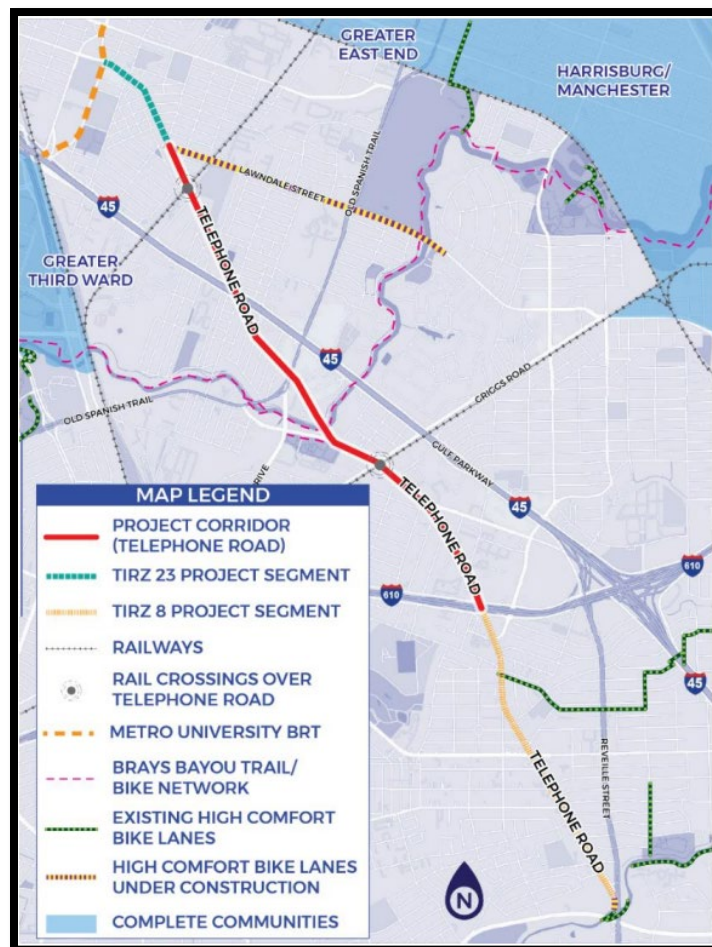 GREATER
EAST END
HARRISBURG/
MANCHESTER
OLD SPANISH TRAIL
LAWNDALE STREET
45
TELEPHONE ROAD
GREATER
THIRD WARD
45
GRIGGS ROAD
OLD SPANISH TRAIL
GULF PARKWAY
DRIVE
TELEPHONE ROAD
45
610
610
45
REVEILLE STREET
TELEPHONE ROAD
N
MAP LEGEND
PROJECT CORRIDOR
(TELEPHONE ROAD)
TIRZ 23 PROJECT SEGMENT
TIRZ 8 PROJECT SEGMENT
RAILWAYS
RAIL CROSSINGS OVER
TELEPHONE ROAD
METRO UNIVERSITY BRT
BRAYS BAYOU TRAIL/
BIKE NETWORK
EXISTING HIGH COMFORT
BIKE LANES
HIGH COMFORT BIKE LANES
UNDER CONSTRUCTION
COMPLETE COMMUNITIES